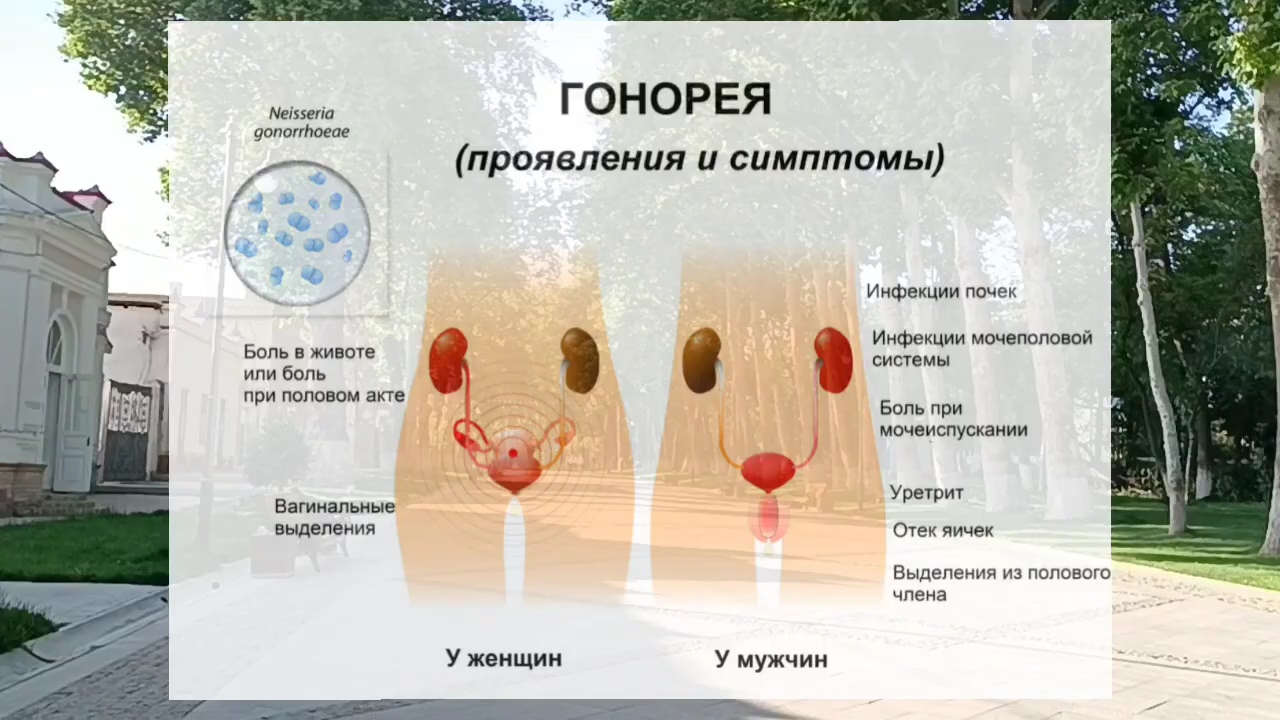 ГОНОРЕЯ
(проявления и симптомы)
Neisseria
gonorrhoeae
Боль в животе
или боль
при половом акте
Вагинальные
выделения
Инфекции почек
Инфекции мочеполовой
системы
Боль при
мочеиспускании
Уретрит
Отек яичек
Выделения из полового
члена
У женщин
У мужчин